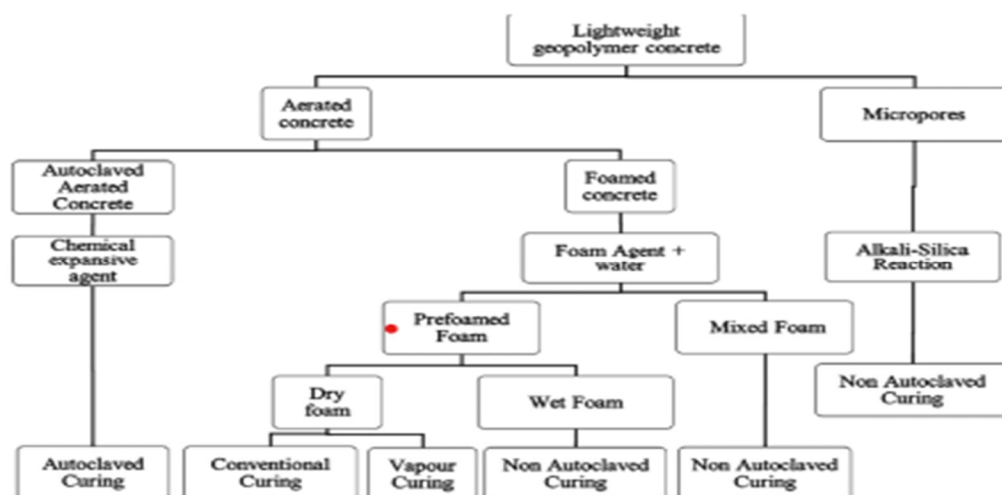 Lightweight
geopolymer concrete
Aerated
concrete
Micropores
Autoclaved
Aerated
Concrete
Foamed
concrete
Chemical
expansive
agent
Foam Agent +
water
Alkali-Silica
Reaction
Prefoamed
Foam
Mixed Foam
Dry
foam
Wet Foam
Non Autoclaved
Curing
Autoclaved
Curing
Conventional
Curing
Vapour
Curing
Non Autoclaved
Curing
Non Autoclaved
Curing